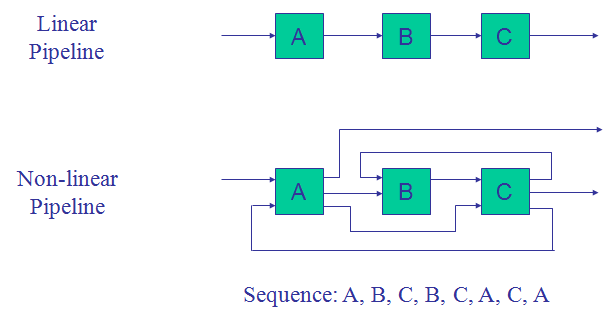 Linear
Pipeline
A
B
C
Non-linear
Pipeline
A
B
C
Sequence: A, B, C, B, C, A, C, A